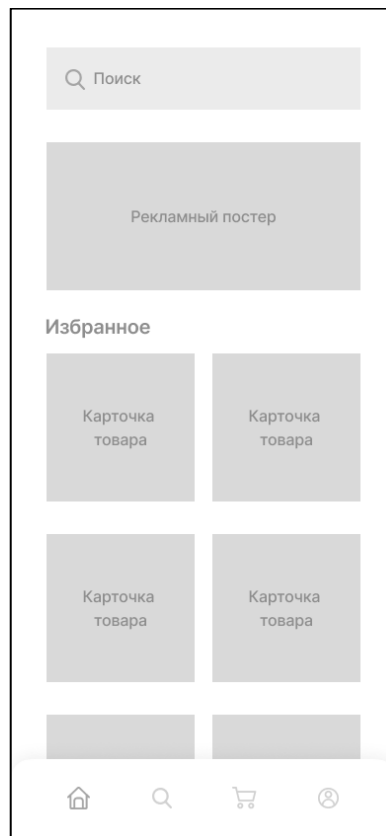 Поиск
Рекламный постер
Избранное
Карточка
товара
Карточка
товара
Карточка
товара
Карточка
товара